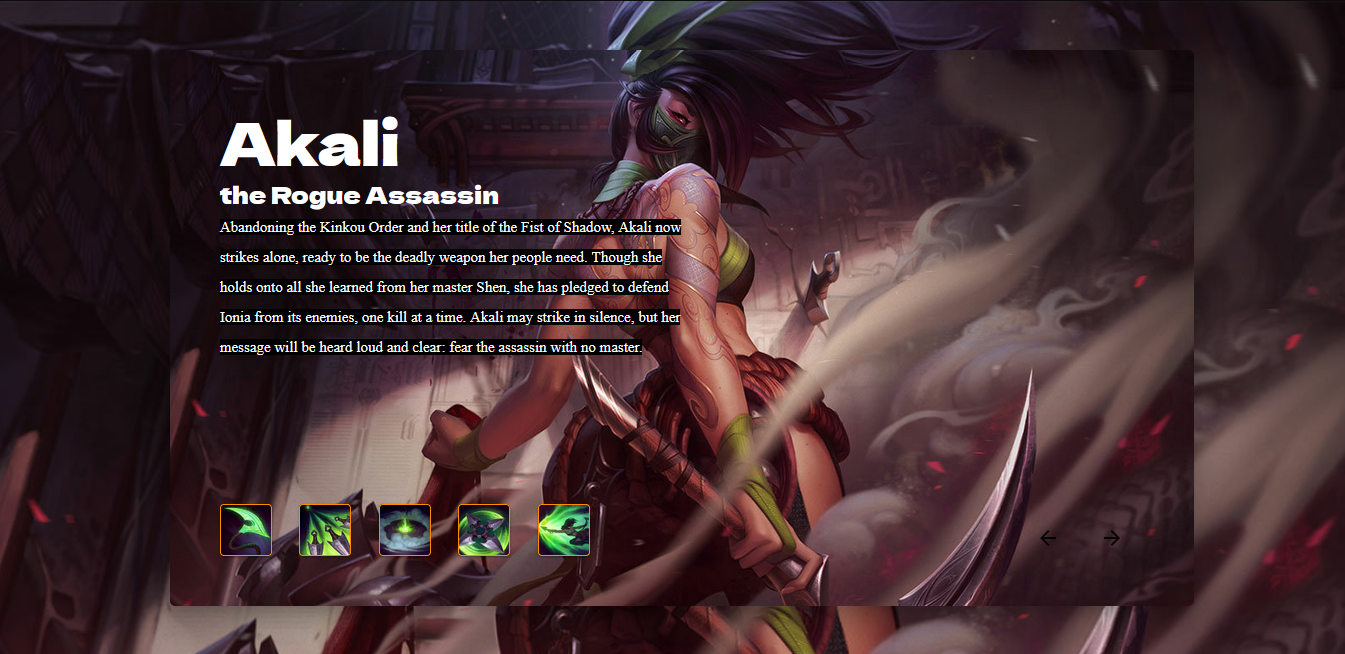 Akali
the Rogue Assassin
Abandoning the Kinkou Order and her title of the Fist of Shadow, Akali now
strikes alone, ready to be the deadly weapon her people need. Though she
holds onto all she learned from her master Shen, she has pledged to defend
Ionia from its enemies, one kill at a time. Akali may strike in silence, but her
message will be heard loud and clear: fear the assassin with no master.